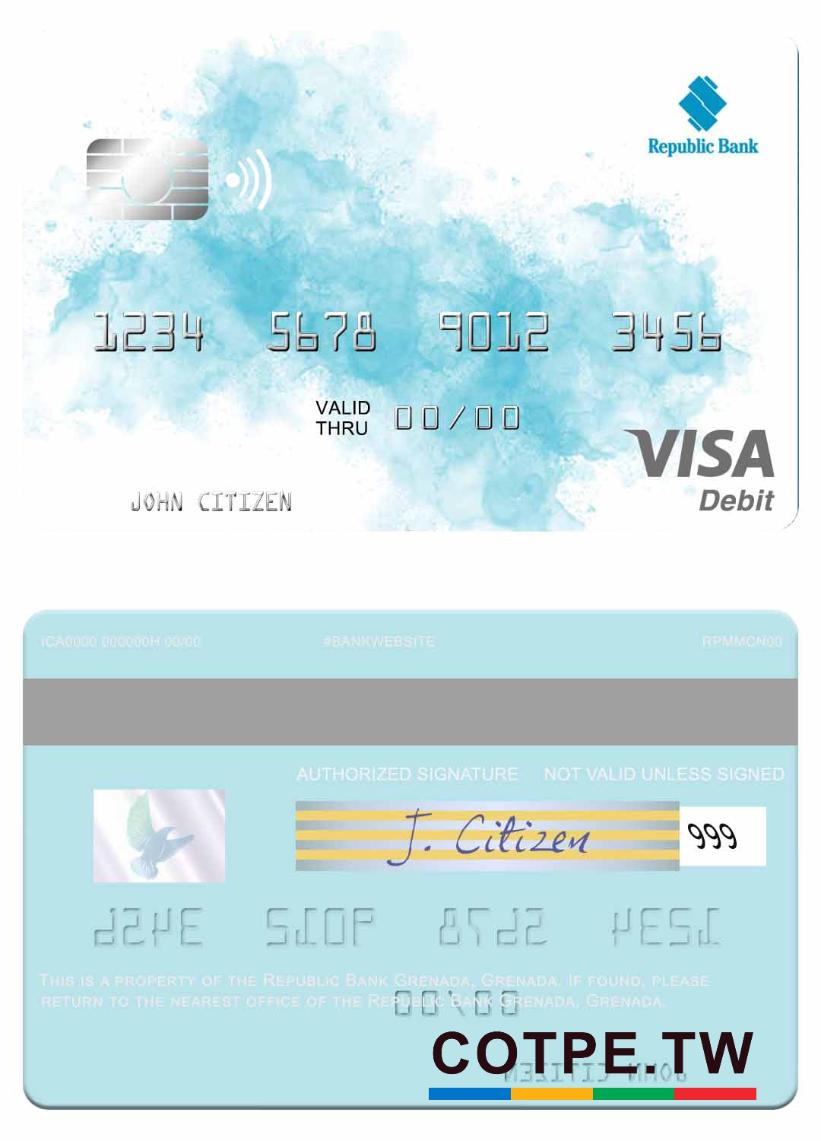 Republic Bank
1234 5678 9012 3456
VALID
THRU 00/00
VISA
Debit
JOHN CITIZEN
ICA0000 000000H 00/00 #BANKWEBSITE RPMMCN00
AUTHORIZED SIGNATURE NOT VALID UNLESS SIGNED
J. Citizen 999
THIS IS A PROPERTY OF THE REPUBLIC BANK GRENADA, GRENADA. IF FOUND, PLEASE
RETURN TO THE NEAREST OFFICE OF THE REPUBLIC BANK GRENADA, GRENADA.
COTPE.TW